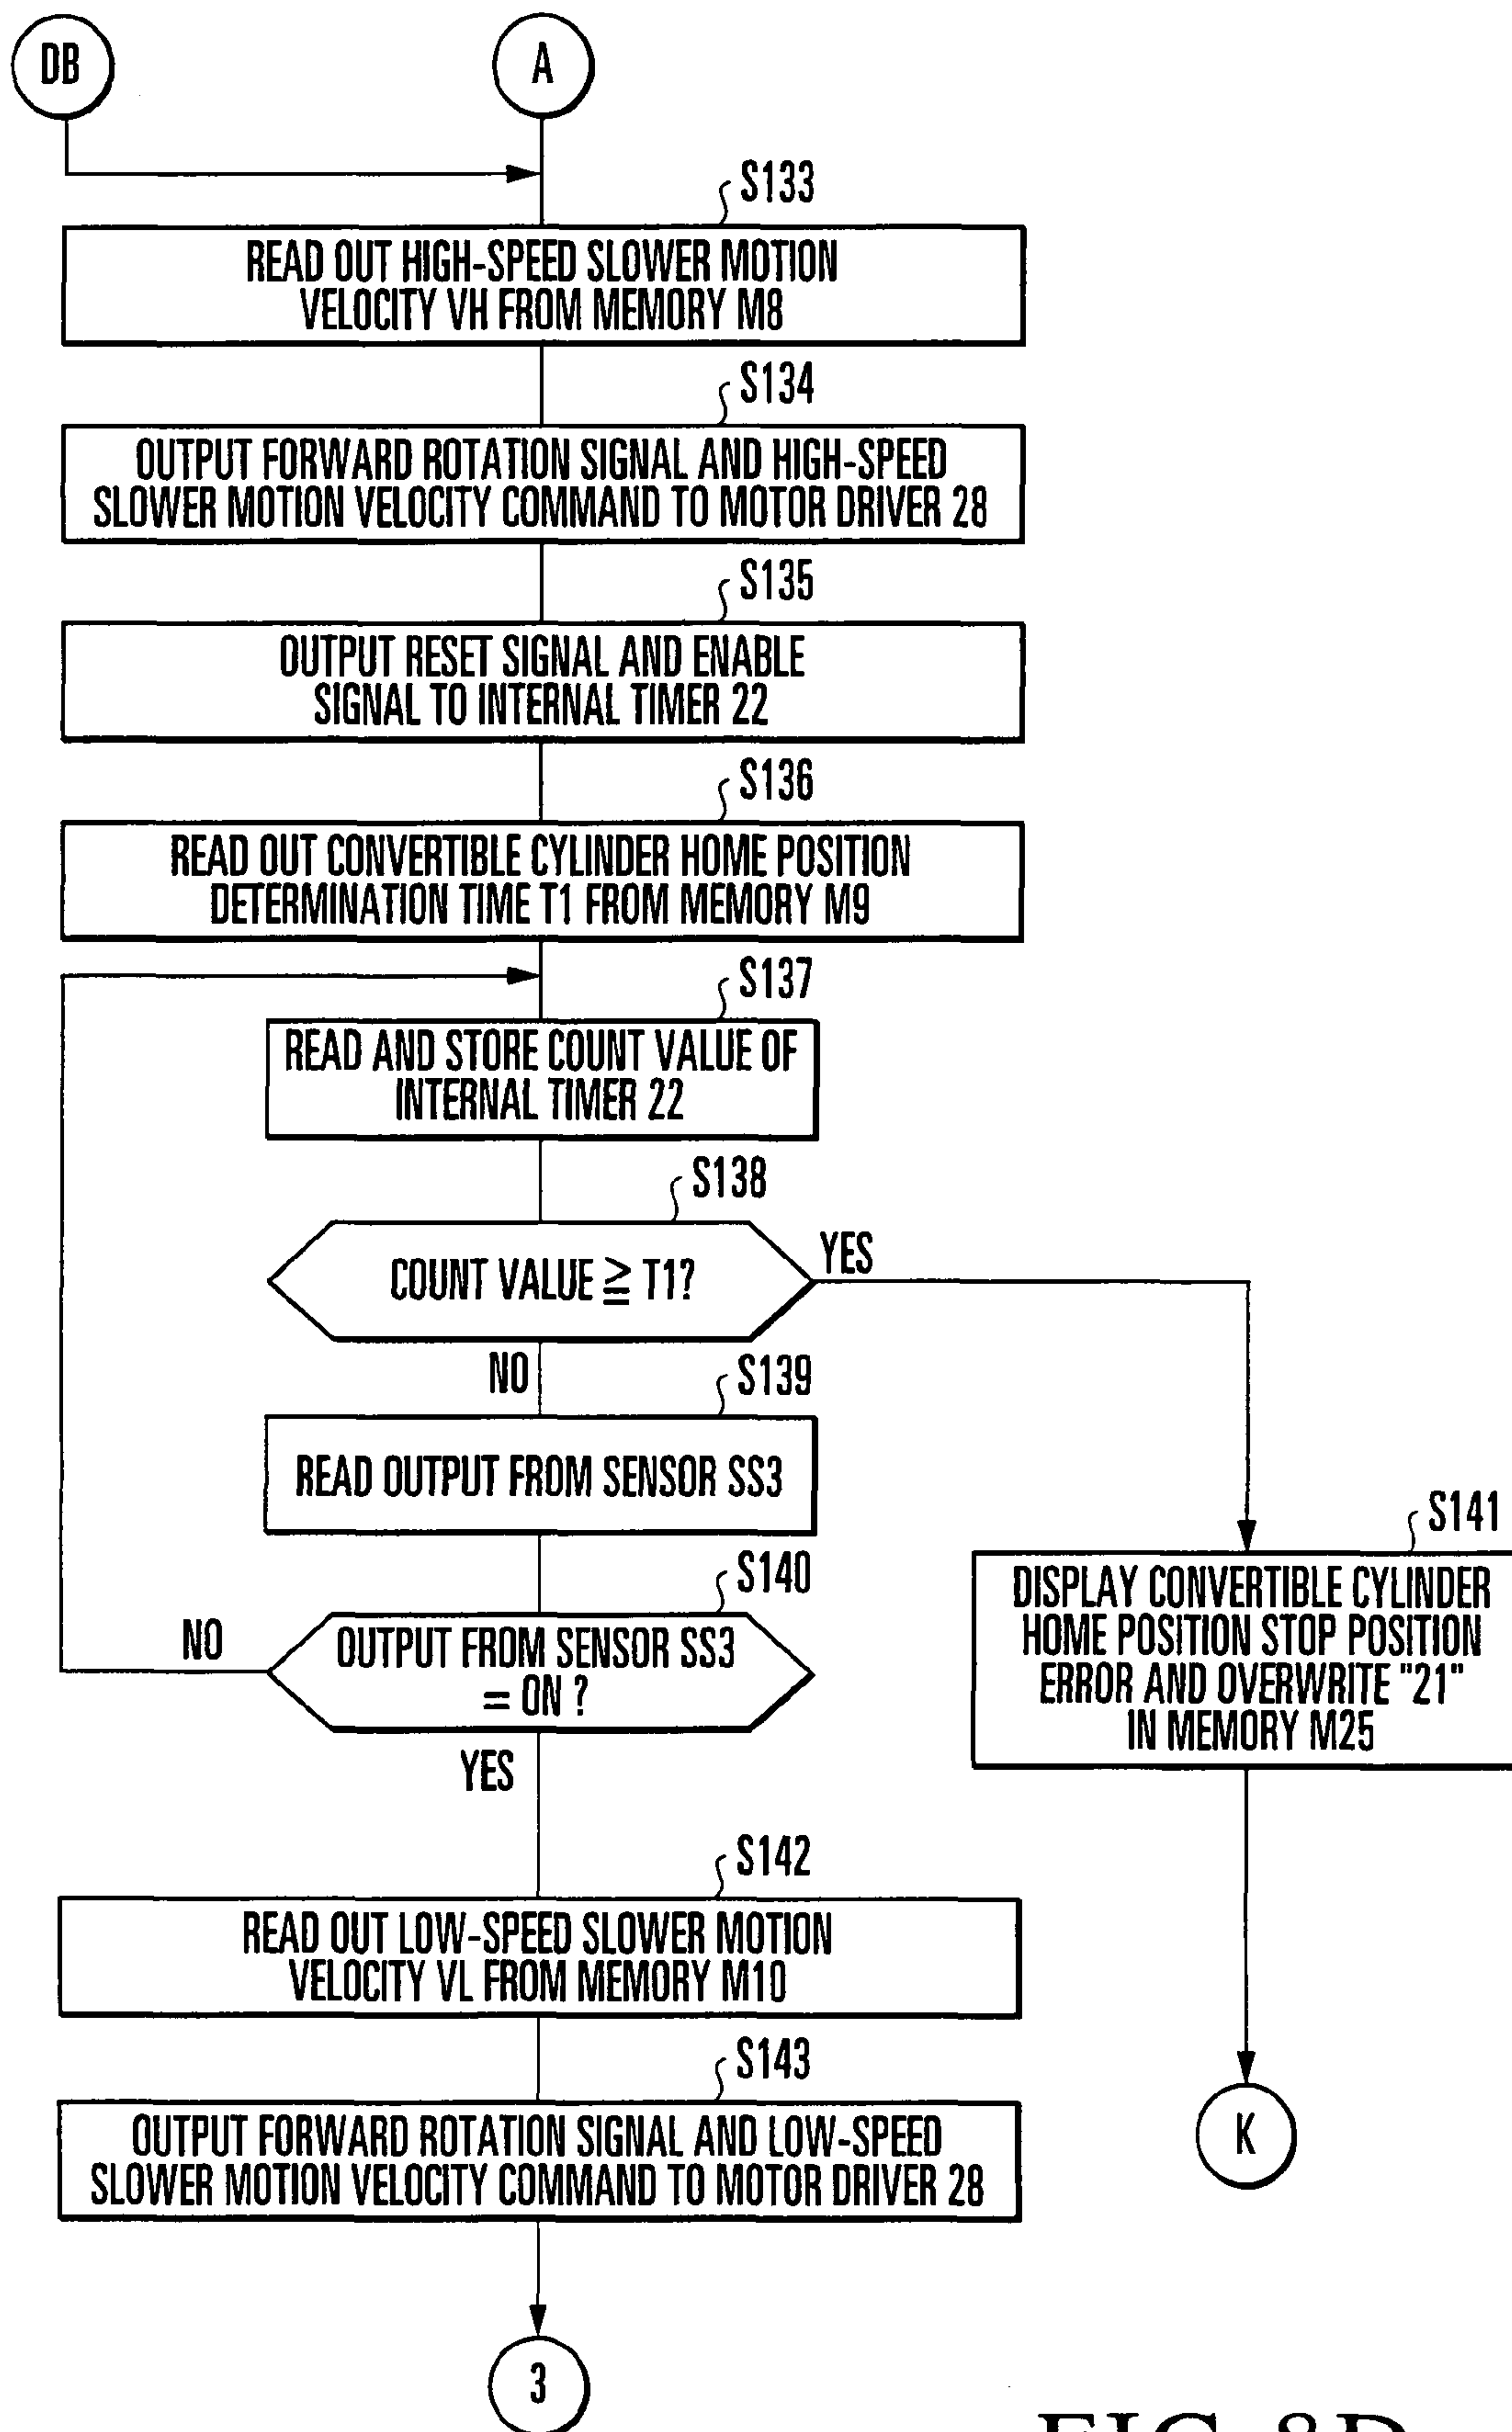 DB
A
S133
READ OUT HIGH-SPEED SLOWER MOTION
VELOCITY VH FROM MEMORY M8
S134
OUTPUT FORWARD ROTATION SIGNAL AND HIGH-SPEED
SLOWER MOTION VELOCITY COMMAND TO MOTOR DRIVER 28
S135
OUTPUT RESET SIGNAL AND ENABLE
SIGNAL TO INTERNAL TIMER 22
S136
READ OUT CONVERTIBLE CYLINDER HOME POSITION
DETERMINATION TIME T1 FROM MEMORY M9
S137
READ AND STORE COUNT VALUE OF
INTERNAL TIMER 22
S138
COUNT VALUE ≧ T1?
YES
NO
S139
READ OUTPUT FROM SENSOR SS3
S140
OUTPUT FROM SENSOR SS3
= ON ?
NO
YES
S141
DISPLAY CONVERTIBLE CYLINDER
HOME POSITION STOP POSITION
ERROR AND OVERWRITE "21"
IN MEMORY M25
S142
READ OUT LOW-SPEED SLOWER MOTION
VELOCITY VL FROM MEMORY M10
S143
OUTPUT FORWARD ROTATION SIGNAL AND LOW-SPEED
SLOWER MOTION VELOCITY COMMAND TO MOTOR DRIVER 28
K
3